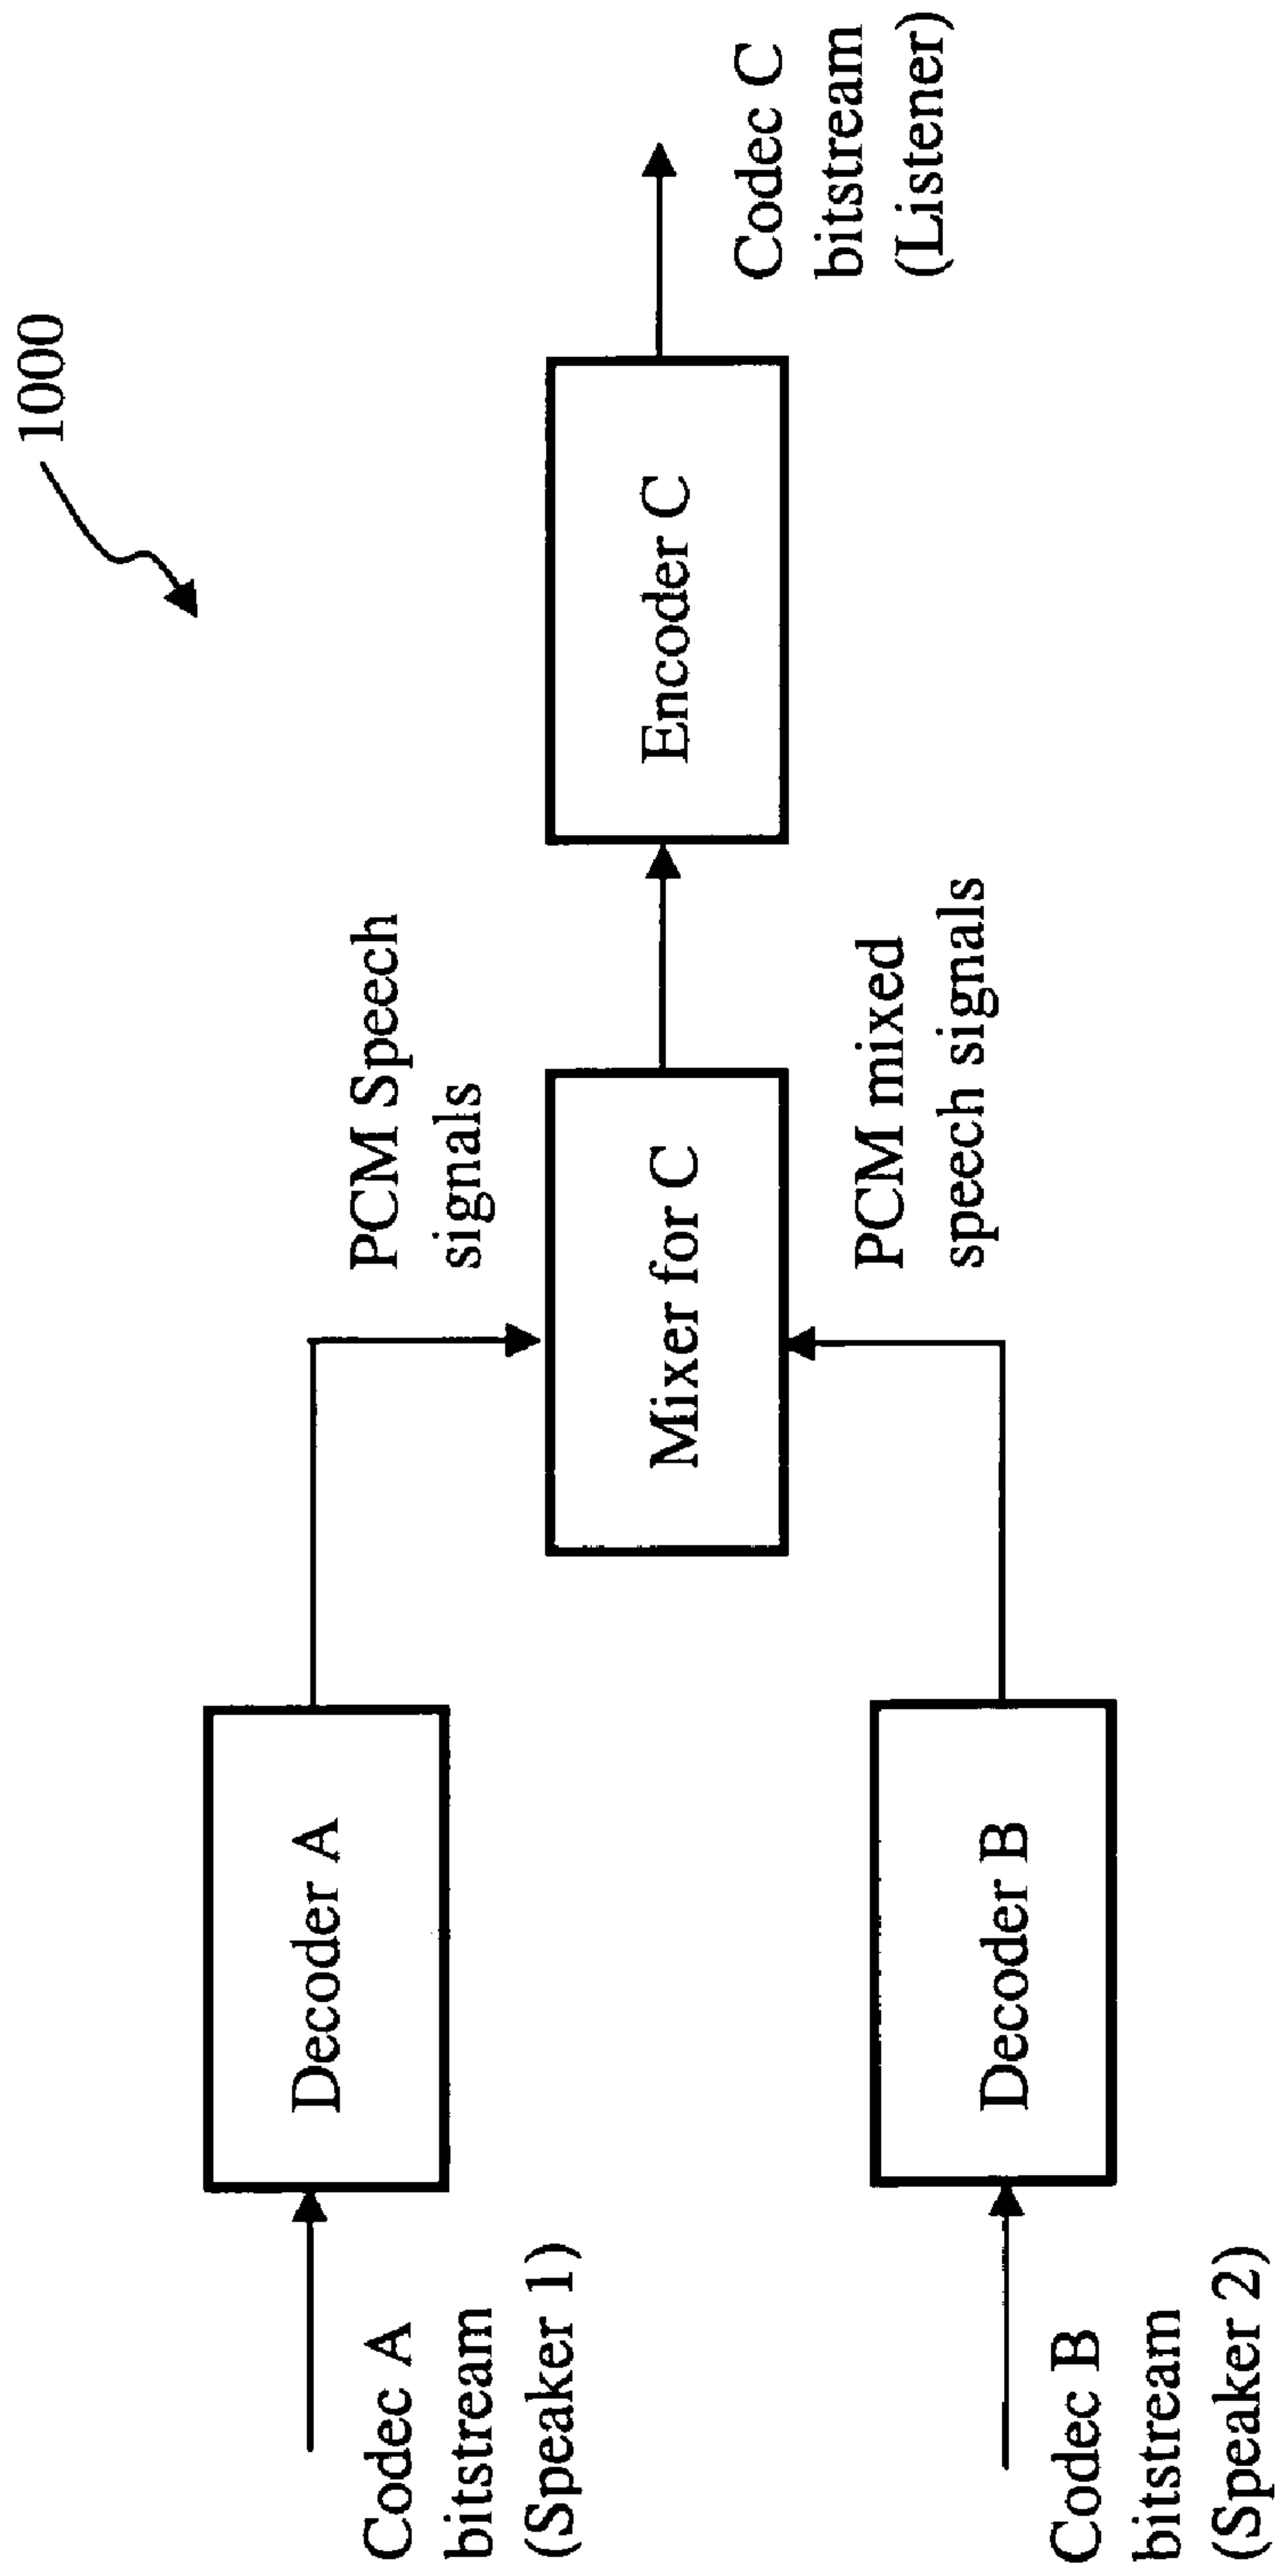 1000
Codec A
bitstream
(Speaker 1)
Decoder A
PCM Speech
signals
Mixer for C
Encoder C
Codec C
bitstream
(Listener)
PCM mixed
speech signals
Decoder B
Codec B
bitstream
(Speaker 2)